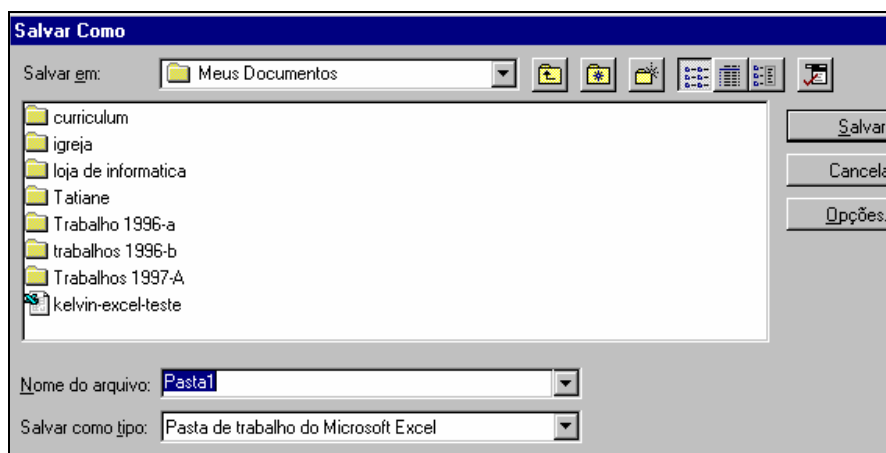 Salvar Como
Salvar em: Meus Documentos
curriculum
igreja
loja de informatica
Tatiane
Trabalho 1996-a
trabalhos 1996-b
Trabalhos 1997-A
kelvin-excel-teste
Salvar
Cancela
Opções.
Nome do arquivo: Pasta1
Salvar como tipo: Pasta de trabalho do Microsoft Excel